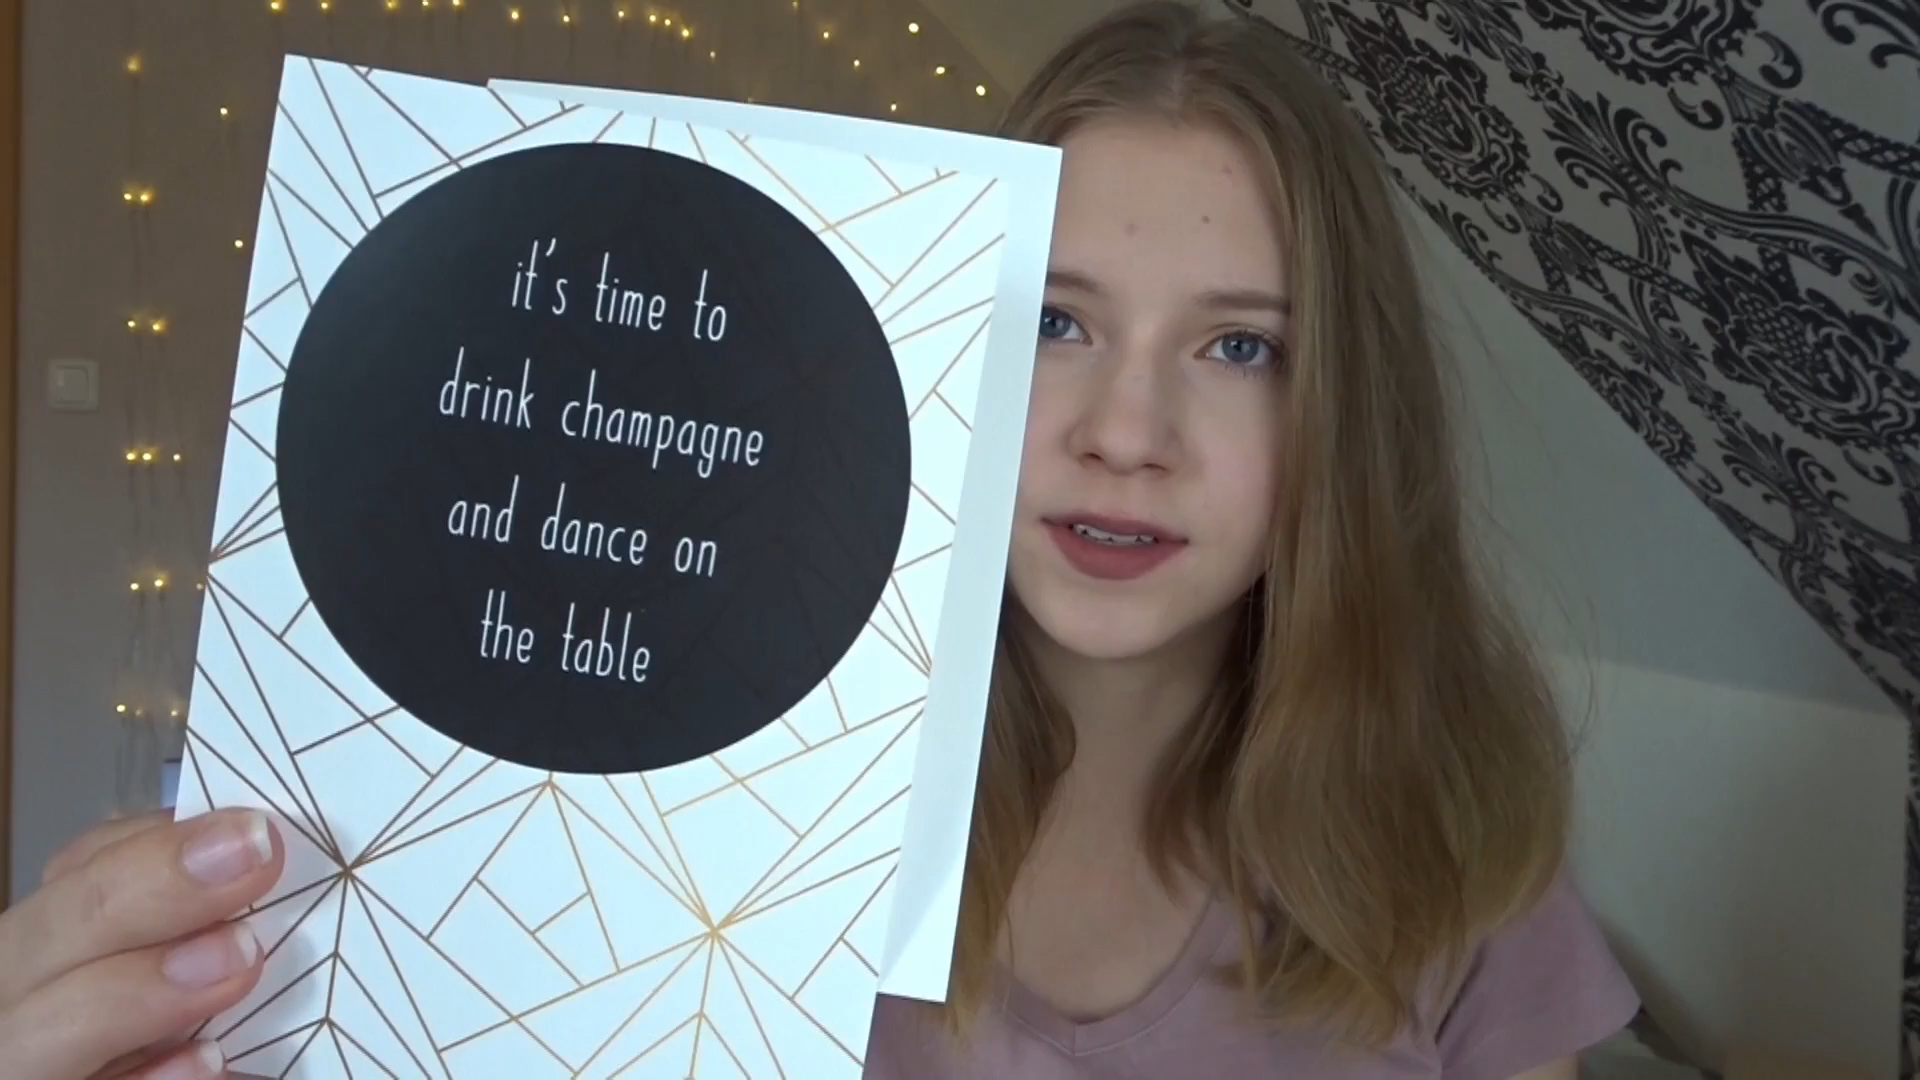 it's time to
drink champagne
and dance on
the table